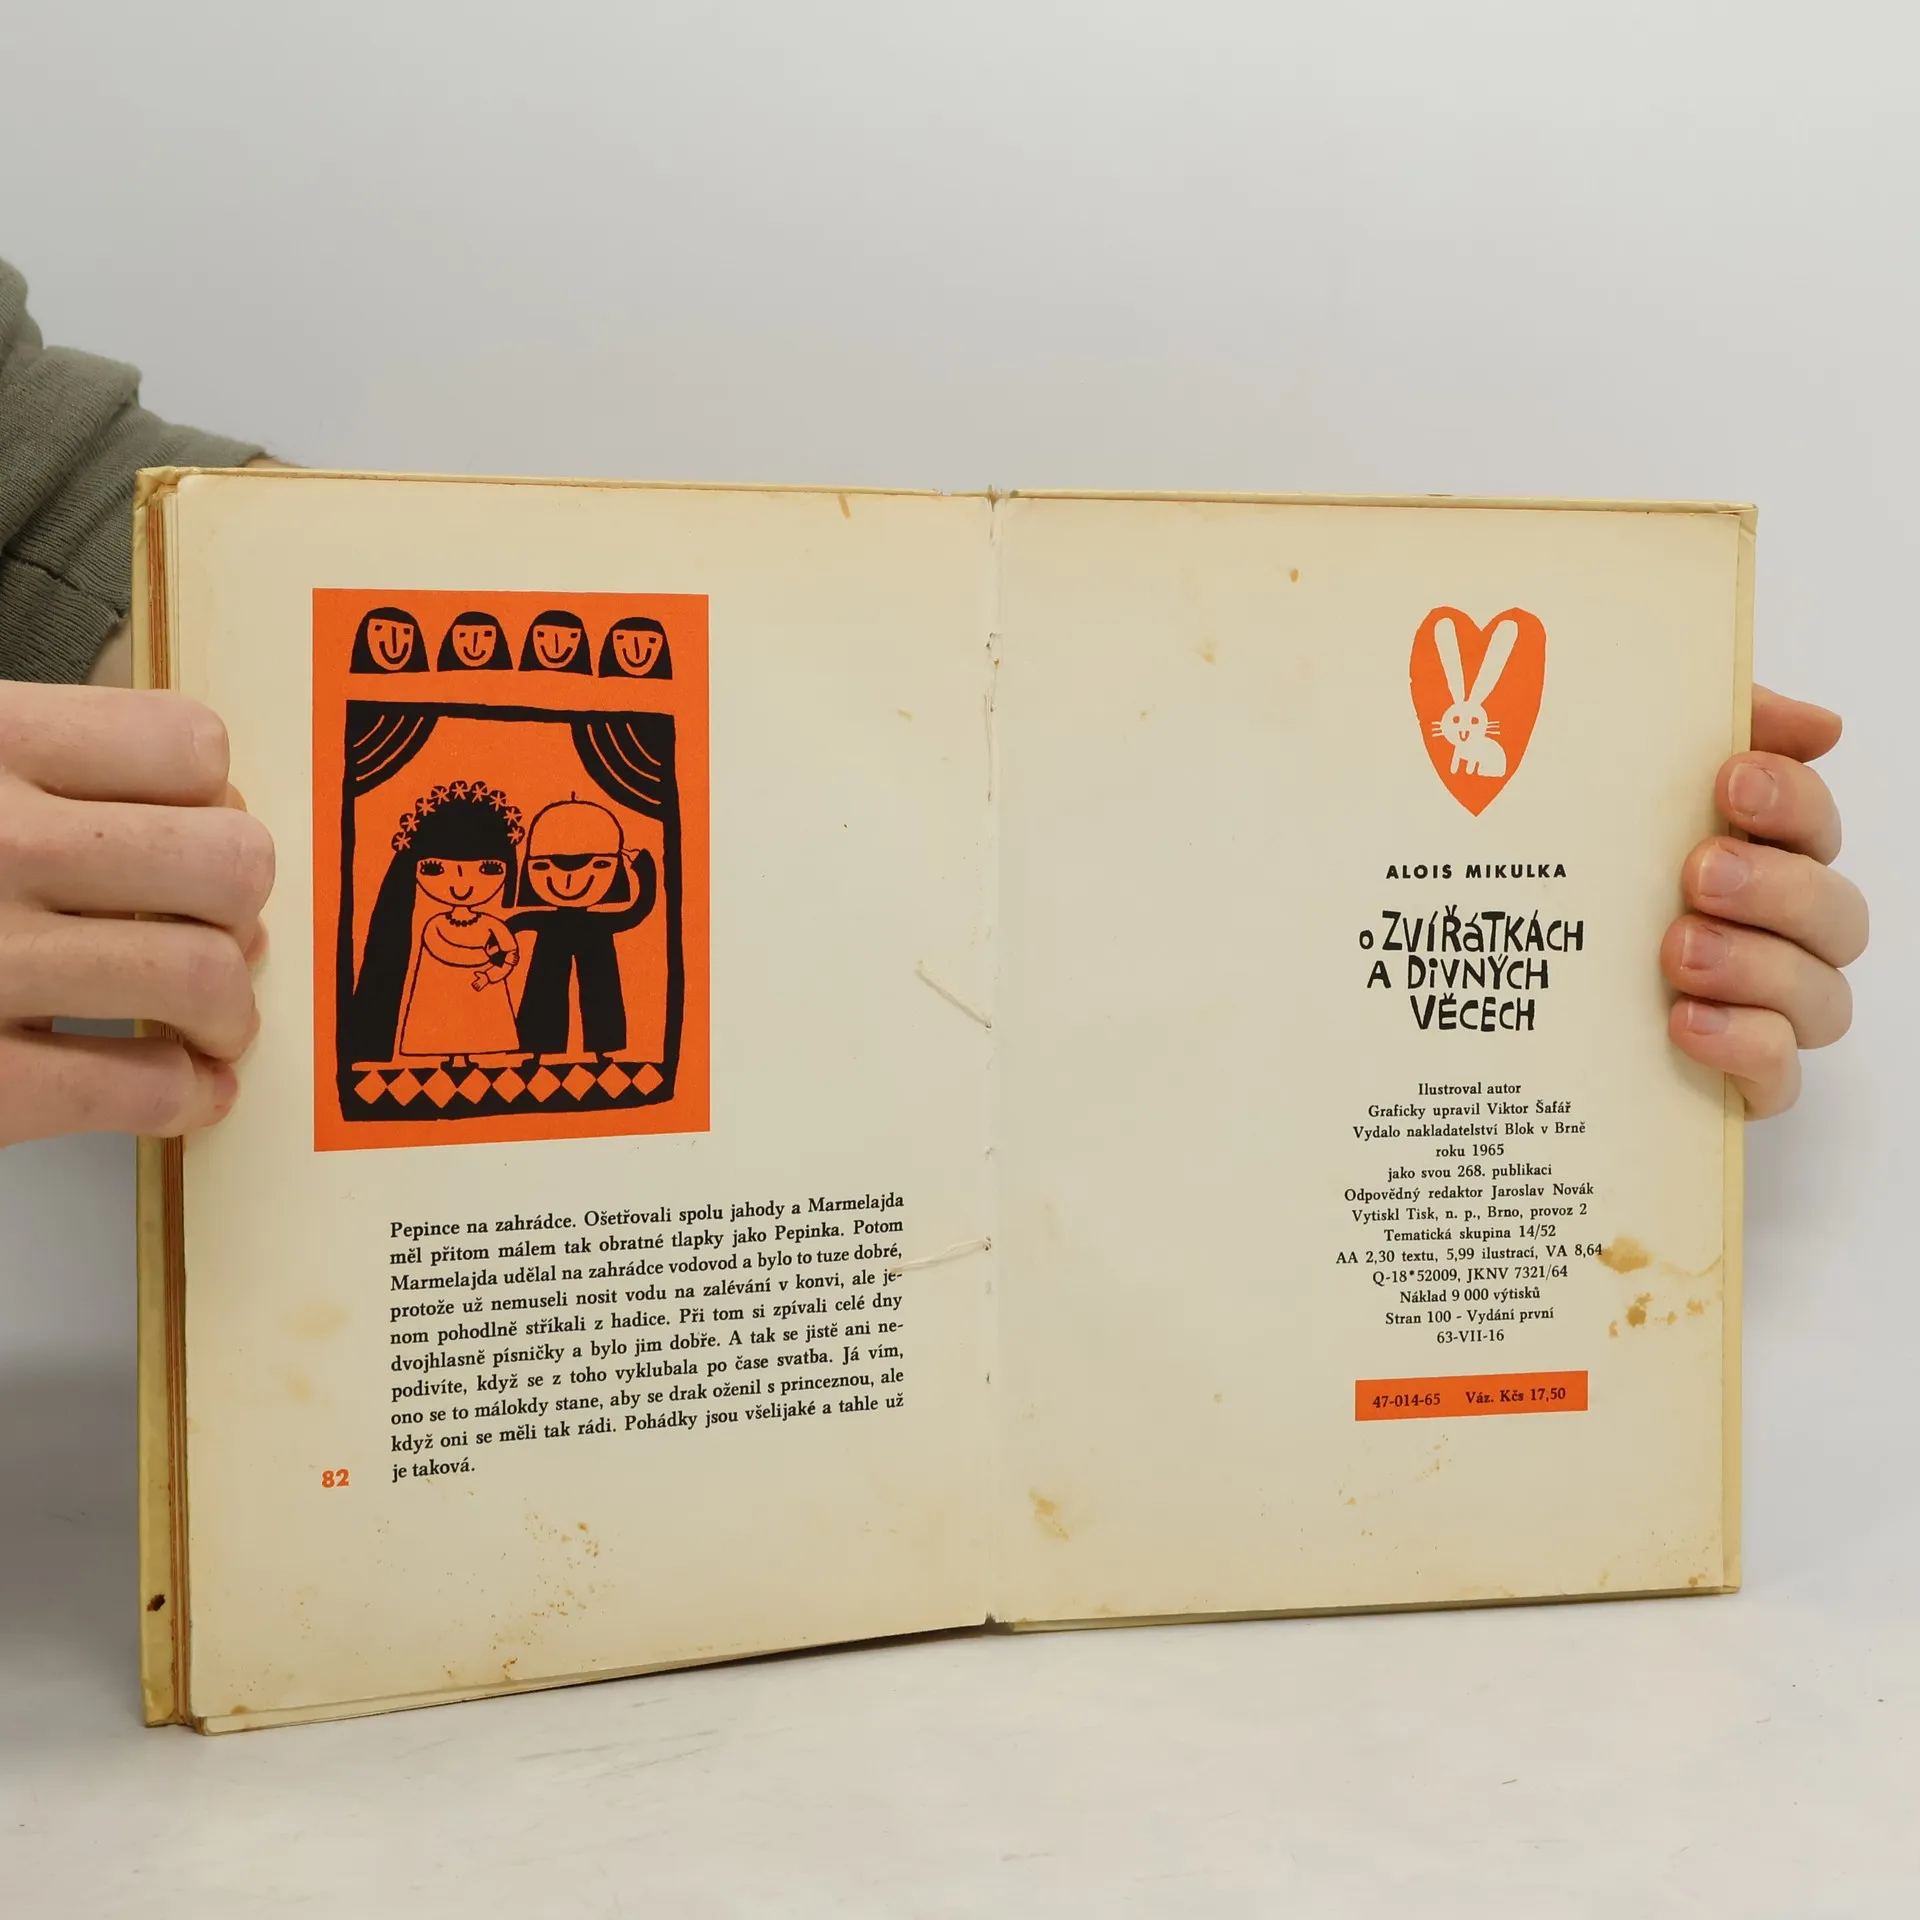 Pepince na zahrádce. Ošetřovali spolu jahody a Marmelajda
měl přitom málem tak obratné tlapky jako Pepinka. Potom
Marmelajda udělal na zahrádce vodovod a bylo to tuze dobré,
protože už nemuseli nosit vodu na zalévání v konvi, ale je-
nom pohodlně stříkali z hadice. Při tom si zpívali celé dny
dvojhlasně písničky a bylo jim dobře. A tak se jistě ani ne-
podivíte, když se z toho vyklubala po čase svatba. Já vím,
ono se to málokdy stane, aby se drak oženil s princeznou, ale
když oni se měli tak rádi. Pohádky jsou všelijaké a tahle už
je taková.
82
ALOIS MIKULKA
o ZVÍŘáTKÁCH
A DiVNÝCH
VĚCECH
Ilustroval autor
Graficky upravil Viktor Šafář
Vydalo nakladatelství Blok v Brně
roku 1965
jako svou 268. publikaci
Odpovědný redaktor Jaroslav Novák
Vytiskl Tisk, n. p., Brno, provoz 2
Tematická skupina 14/52
AA 2,30 textu, 5,99 ilustrací, VA 8,64
Q-18*52009, JKNV 7321/64
Náklad 9 000 výtisků
Stran 100 - Vydání první
63-VII-16
47-014-65 Váz. Kčs 17,50